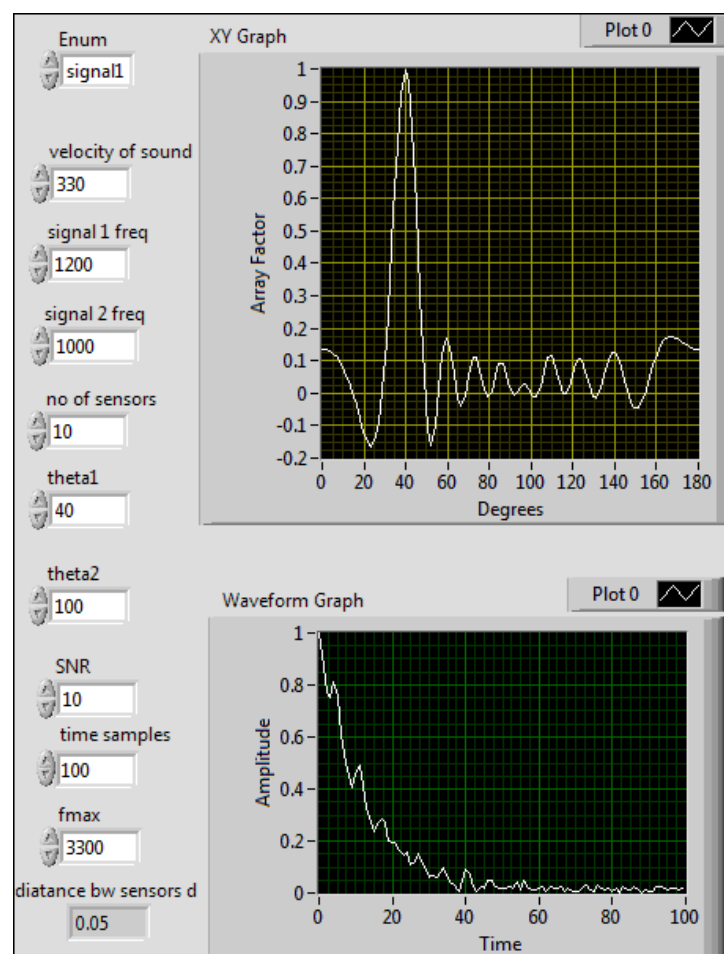 Enum
signal1
velocity of sound
330
signal 1 freq
1200
signal 2 freq
1000
no of sensors
10
theta1
40
theta2
100
SNR
10
time samples
100
fmax
3300
diatance bw sensors d
0.05
XY Graph
Plot 0
1
0.9
0.8
0.7
0.6
0.5
0.4
0.3
0.2
0.1
0
-0.1
-0.2
Array Factor
0 20 40 60 80 100 120 140 160 180
Degrees
Waveform Graph
Plot 0
1
0.8
0.6
0.4
0.2
0
Amplitude
0 20 40 60 80 100
Time